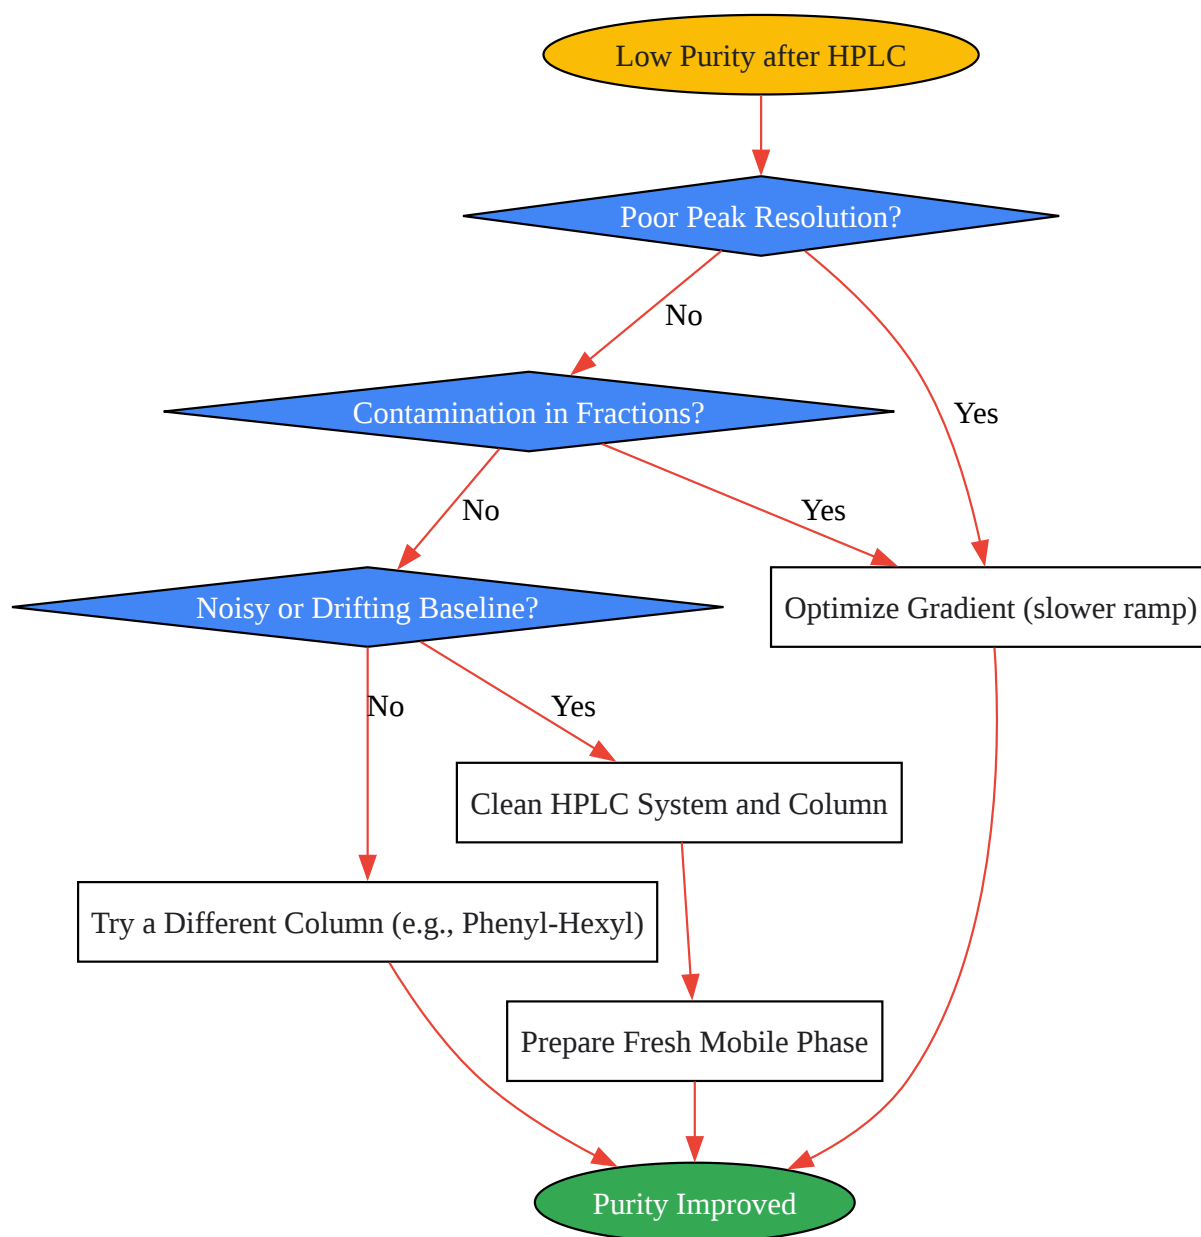 Low Purity after HPLC
Poor Peak Resolution?
No
Contamination in Fractions?
Yes
No
Yes
Noisy or Drifting Baseline?
Optimize Gradient (slower ramp)
No
Yes
Clean HPLC System and Column
Try a Different Column (e.g., Phenyl-Hexyl)
Prepare Fresh Mobile Phase
Purity Improved